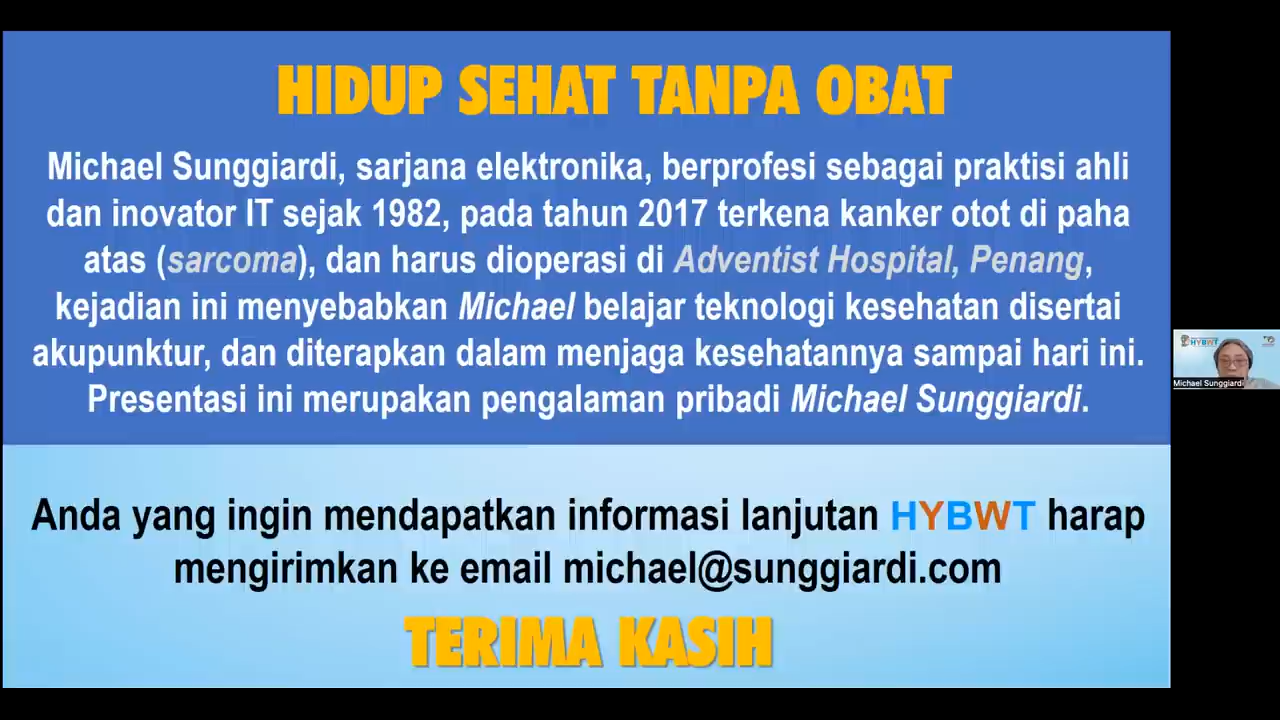 HIDUP SEHAT TANPA OBAT
Michael Sunggiardi, sarjana elektronika, berprofesi sebagai praktisi ahli
dan inovator IT sejak 1982, pada tahun 2017 terkena kanker otot di paha
atas (sarcoma), dan harus dioperasi di Adventist Hospital, Penang,
kejadian ini menyebabkan Michael belajar teknologi kesehatan disertai
akupunktur, dan diterapkan dalam menjaga kesehatannya sampai hari ini.
Presentasi ini merupakan pengalaman pribadi Michael Sunggiardi.
Anda yang ingin mendapatkan informasi lanjutan HYBWT harap
mengirimkan ke email michael@sunggiardi.com
TERIMA KASIH
HYBWT
Michael Sunggiardi